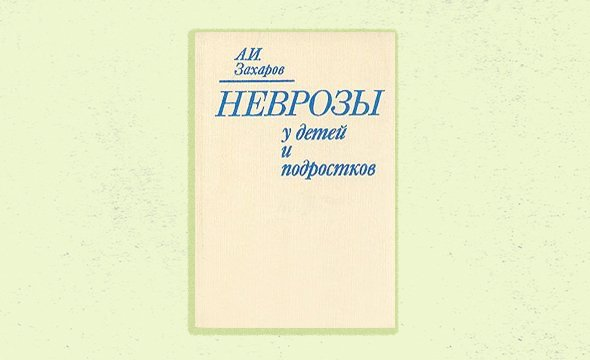 А.И.
Захаров
НЕВРОЗЫ
у детей
и
подростков